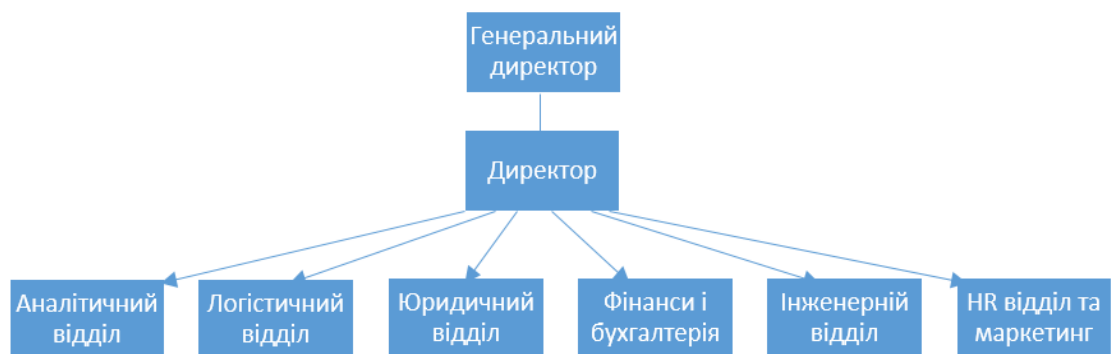 Генеральний
директор
Директор
Аналітичний
відділ
Логістичний
відділ
Юридичний
відділ
Фінанси і
бухгалтерія
Інженерній
відділ
HR відділ та
маркетинг